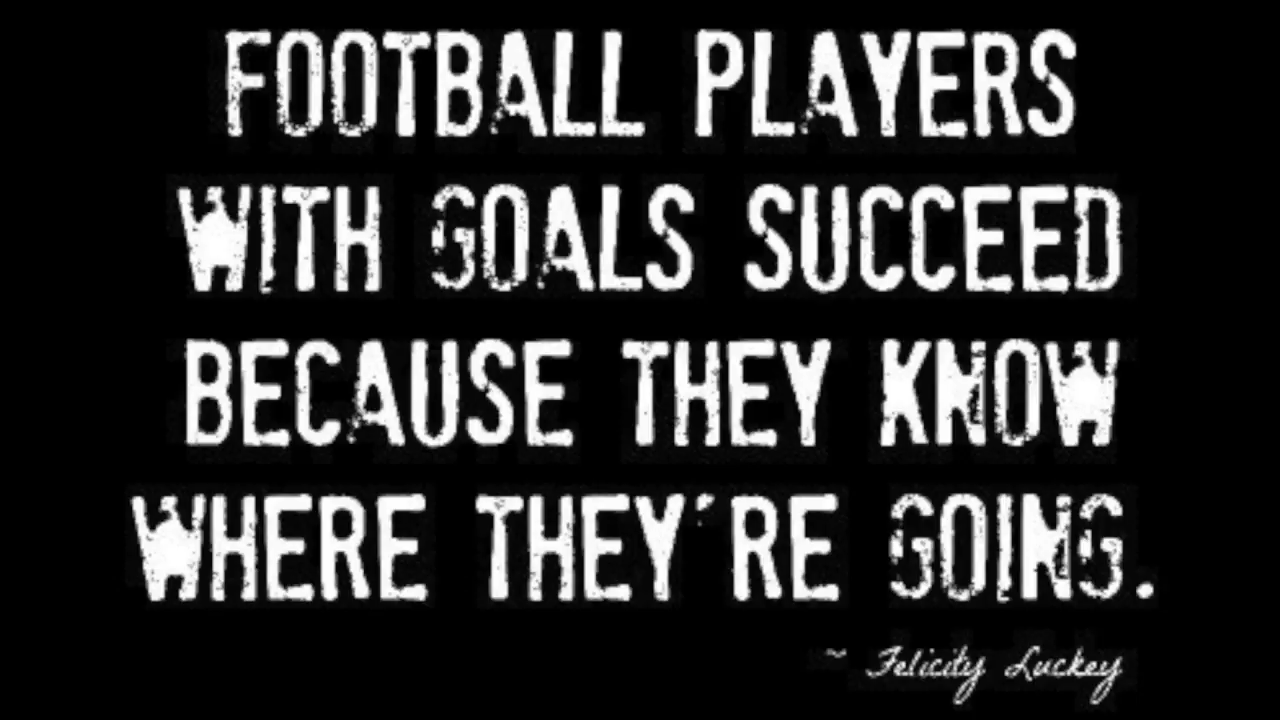 FOOTBALL PLAYERS
WITH GOALS SUCCEED
BECAUSE THEY KNOW
WHERE THEY'RE GOING.
~ Felicity Luckey